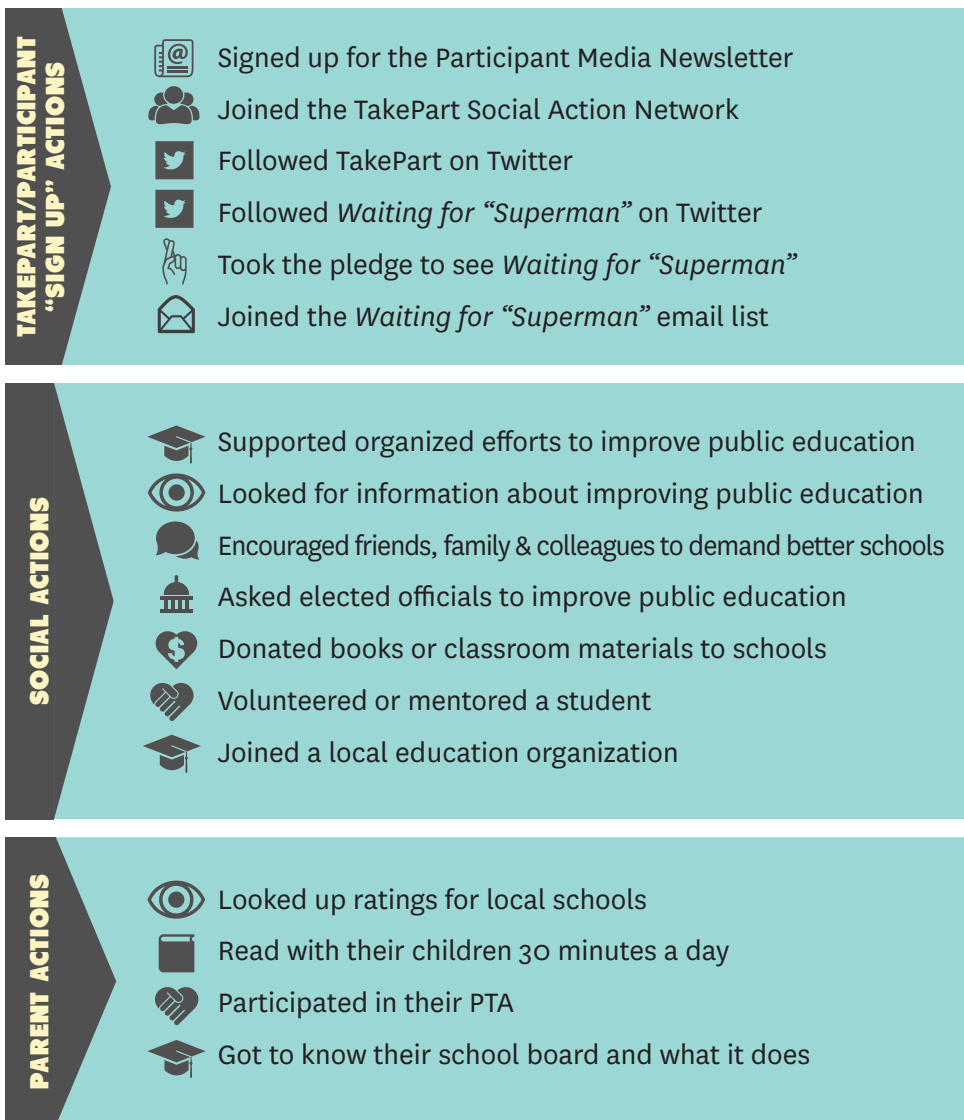 TAKEPART/PARTICIPANT
“SIGN UP” ACTIONS
Signed up for the Participant Media Newsletter
Joined the TakePart Social Action Network
Followed TakePart on Twitter
Followed Waiting for “Superman” on Twitter
Took the pledge to see Waiting for “Superman”
Joined the Waiting for “Superman” email list
SOCIAL ACTIONS
Supported organized efforts to improve public education
Looked for information about improving public education
Encouraged friends, family & colleagues to demand better schools
Asked elected officials to improve public education
Donated books or classroom materials to schools
Volunteered or mentored a student
Joined a local education organization
PARENT ACTIONS
Looked up ratings for local schools
Read with their children 30 minutes a day
Participated in their PTA
Got to know their school board and what it does